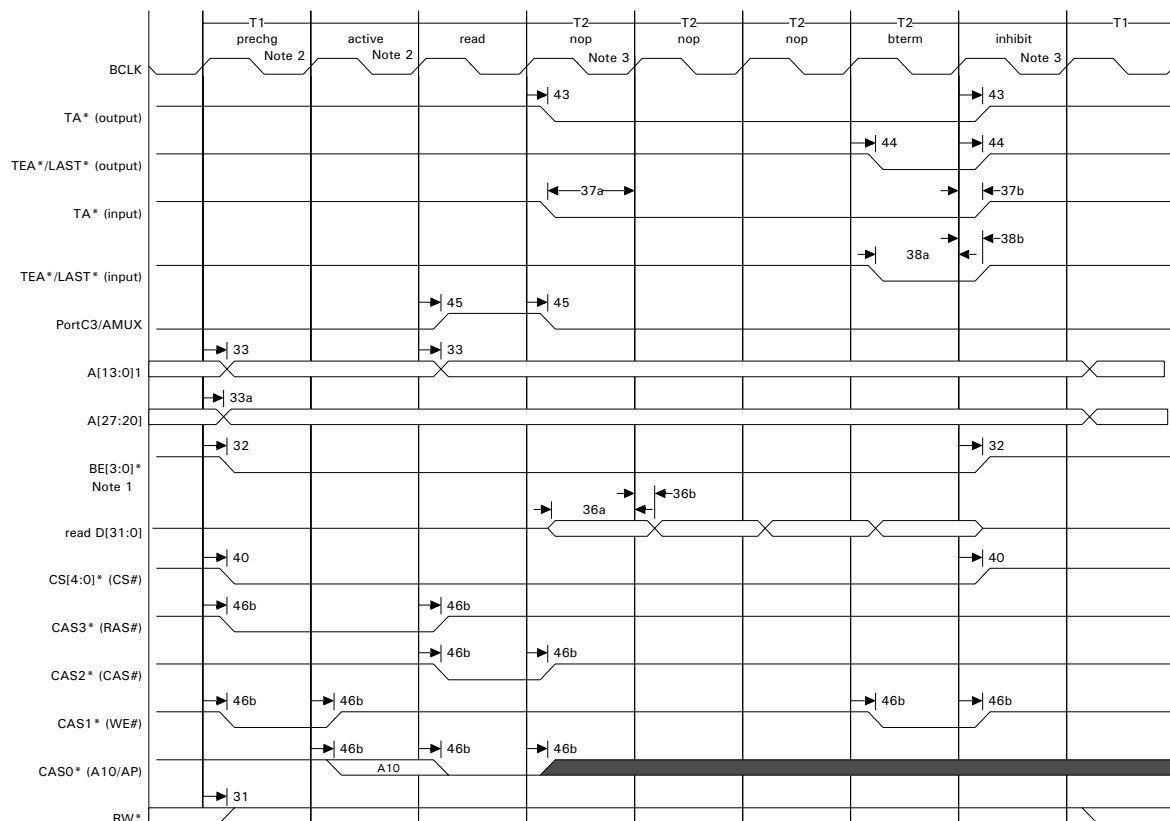 T1 T2 T2 T2 T2 T1
prechg active read nop nop nop bterm inhibit
Note 2 Note 2 Note 3 Note 3
BCLK
43 43
TA* (output)
44 44
TEA*/LAST* (output)
37a 37b
TA* (input)
38a 38b
TEA*/LAST* (input)
45 45
PortC3/AMUX
33 33
A[13:0]1
33a
A[27:20]
32 32
BE[3:0]*
Note 1
36a 36b
read D[31:0]
40 40
CS[4:0]* (CS#)
46b 46b
CAS3* (RAS#)
46b 46b
CAS2* (CAS#)
46b 46b 46b 46b
CAS1* (WE#)
46b 46b 46b
CAS0* (A10/AP) A10
31
RW*